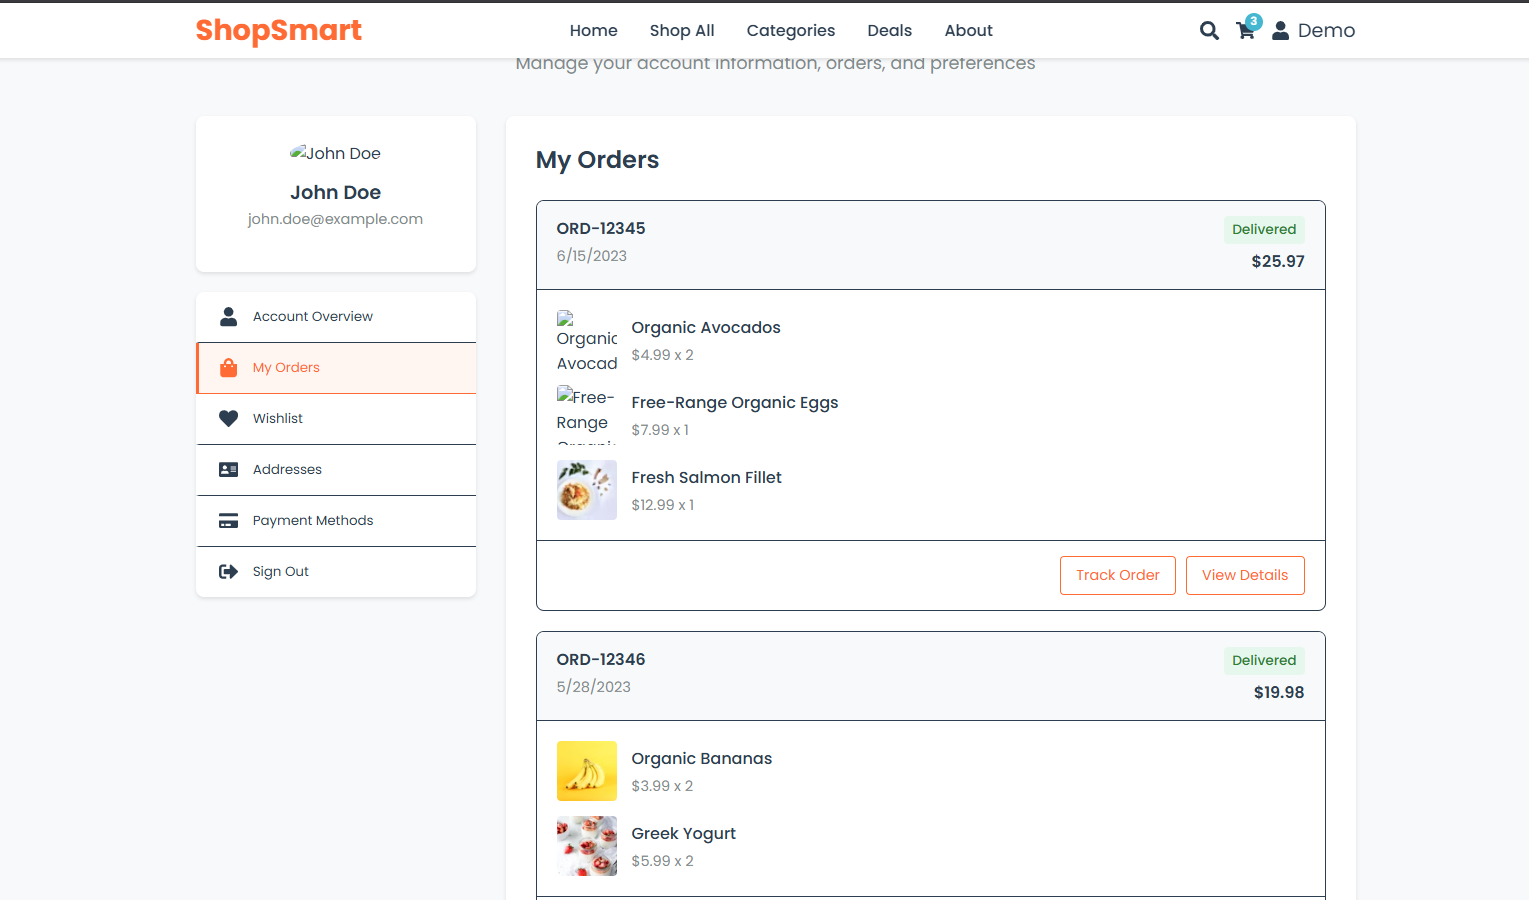 ShopSmart
Home Shop All Categories Deals About
3
Demo
Manage your account information, orders, and preferences
John Doe
John Doe
john.doe@example.com
Account Overview
My Orders
Wishlist
Addresses
Payment Methods
Sign Out
My Orders
ORD-12345
6/15/2023
Delivered
$25.97
Organic
Avocad
Organic Avocados
$4.99 x 2
Free-
Range
Organi
Free-Range Organic Eggs
$7.99 x 1
Fresh Salmon Fillet
$12.99 x 1
Track Order
View Details
ORD-12346
5/28/2023
Delivered
$19.98
Organic Bananas
$3.99 x 2
Greek Yogurt
$5.99 x 2